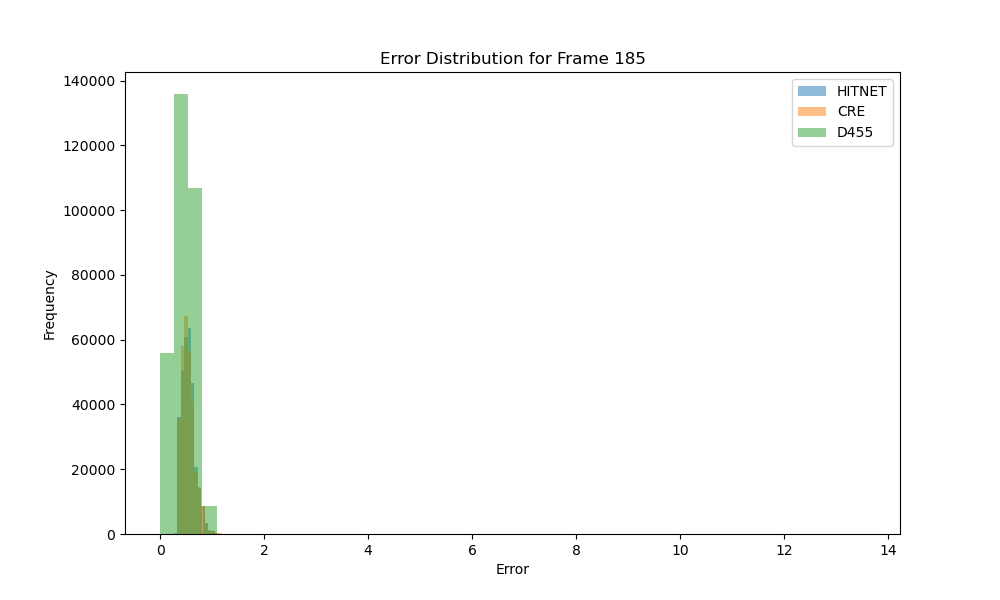 Error Distribution for Frame 185
HITNET
CRE
D455
Frequency
140000
120000
100000
80000
60000
40000
20000
0
0 2 4 6 8 10 12 14
Error